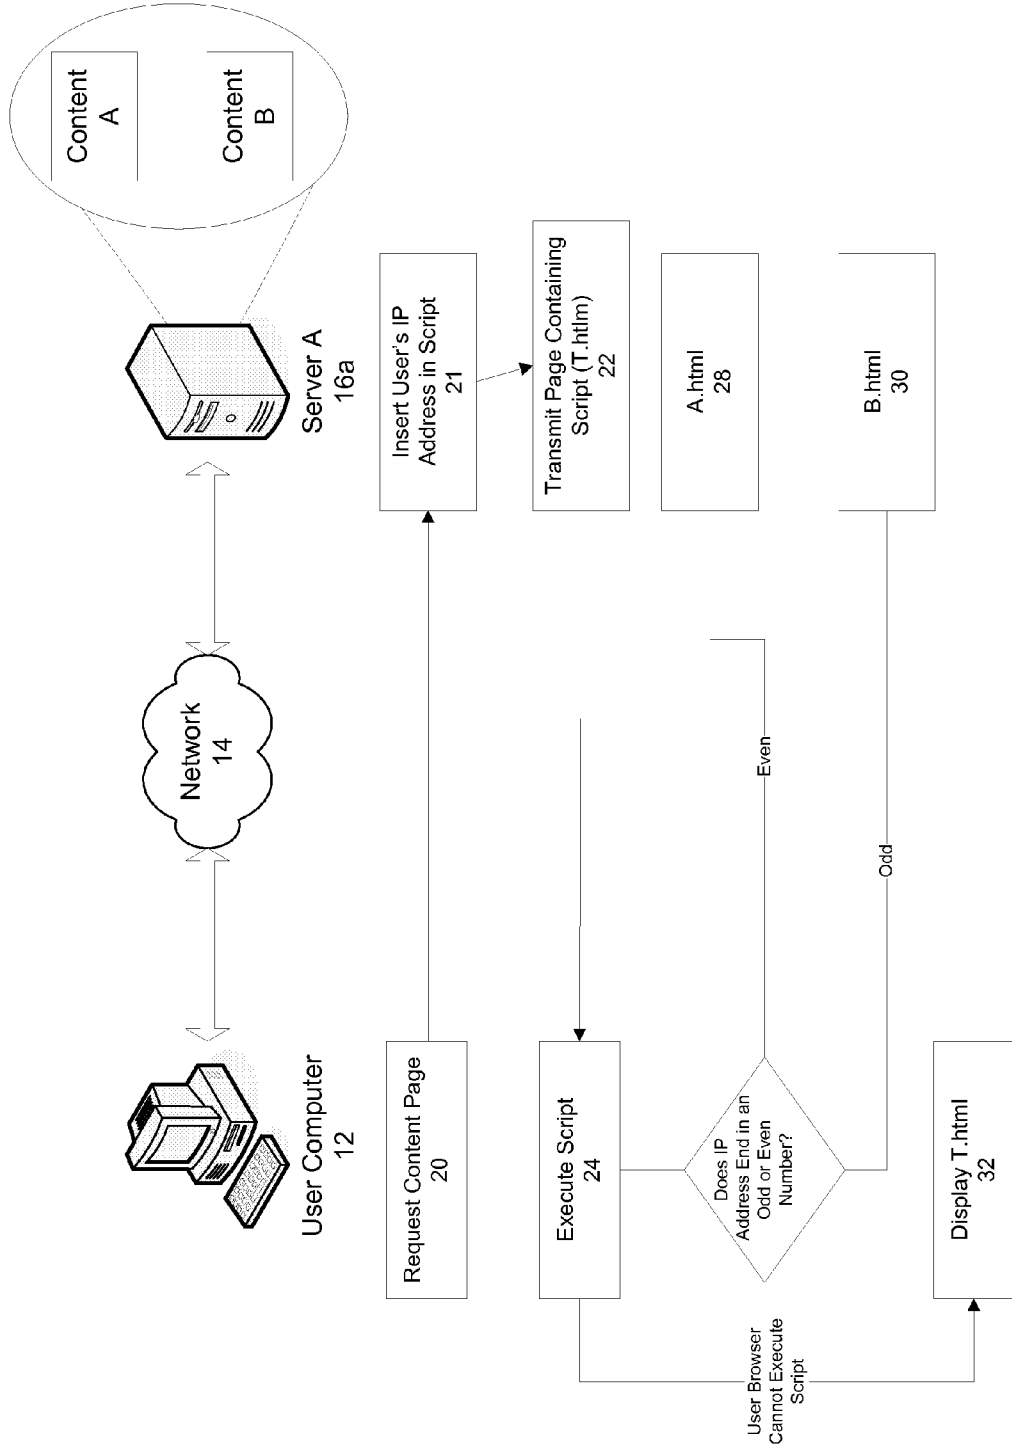 User Computer
12
Network
14
Server A
16a
Content
A
Content
B
Request Content Page
20
Insert User's IP
Address in Script
21
Transmit Page Containing
Script (T.htlm)
22
Execute Script
24
Does IP
Address End in an
Odd or Even
Number?
Even
A.html
28
Odd
B.html
30
User Browser
Cannot Execute
Script
Display T.html
32